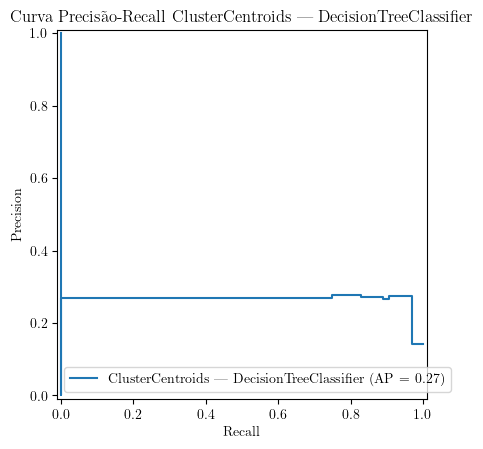 Curva Precisão-Recall ClusterCentroids — DecisionTreeClassifier
1.0
0.8
0.6
0.4
0.2
0.0
Precision
ClusterCentroids — DecisionTreeClassifier (AP = 0.27)
0.0 0.2 0.4 0.6 0.8 1.0
Recall